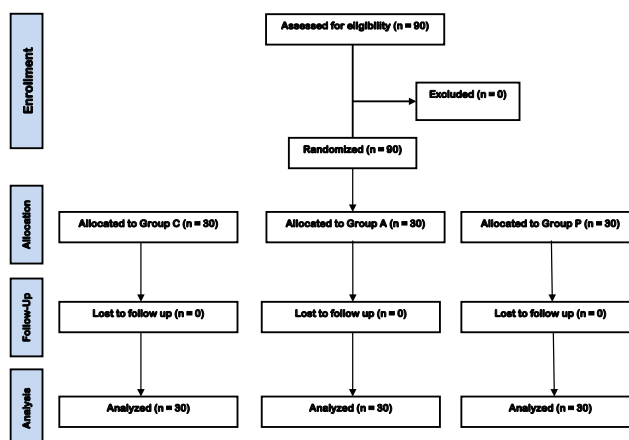 Enrollment
Assessed for eligibility (n = 90)
Excluded (n = 0)
Randomized (n = 90)
Allocation
Allocated to Group C (n = 30)
Allocated to Group A (n = 30)
Allocated to Group P (n = 30)
Follow-Up
Lost to follow up (n = 0)
Lost to follow up (n = 0)
Lost to follow up (n = 0)
Analysis
Analyzed (n = 30)
Analyzed (n = 30)
Analyzed (n = 30)